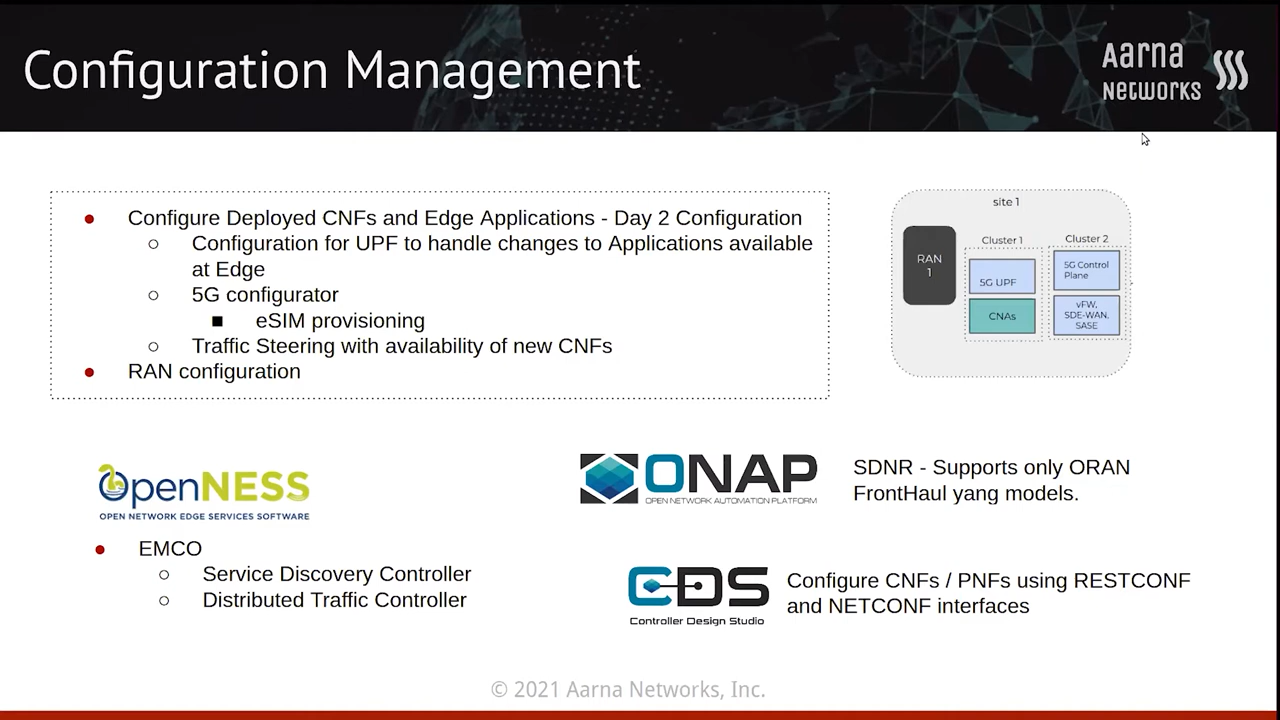 Configuration Management
Aarna
NETWORKS
● Configure Deployed CNFs and Edge Applications - Day 2 Configuration
○ Configuration for UPF to handle changes to Applications available
at Edge
○ 5G configurator
■ eSIM provisioning
○ Traffic Steering with availability of new CNFs
● RAN configuration
site 1
RAN
1
Cluster 1
5G UPF
CNAs
Cluster 2
5G Control
Plane
vFW,
SDE-WAN,
SASE
OpenNESS
OPEN NETWORK EDGE SERVICES SOFTWARE
● EMCO
○ Service Discovery Controller
○ Distributed Traffic Controller
ONAP
OPEN NETWORK AUTOMATION PLATFORM
SDNR - Supports only ORAN
FrontHaul yang models.
CDS
Controller Design Studio
Configure CNFs / PNFs using RESTCONF
and NETCONF interfaces
© 2021 Aarna Networks, Inc.